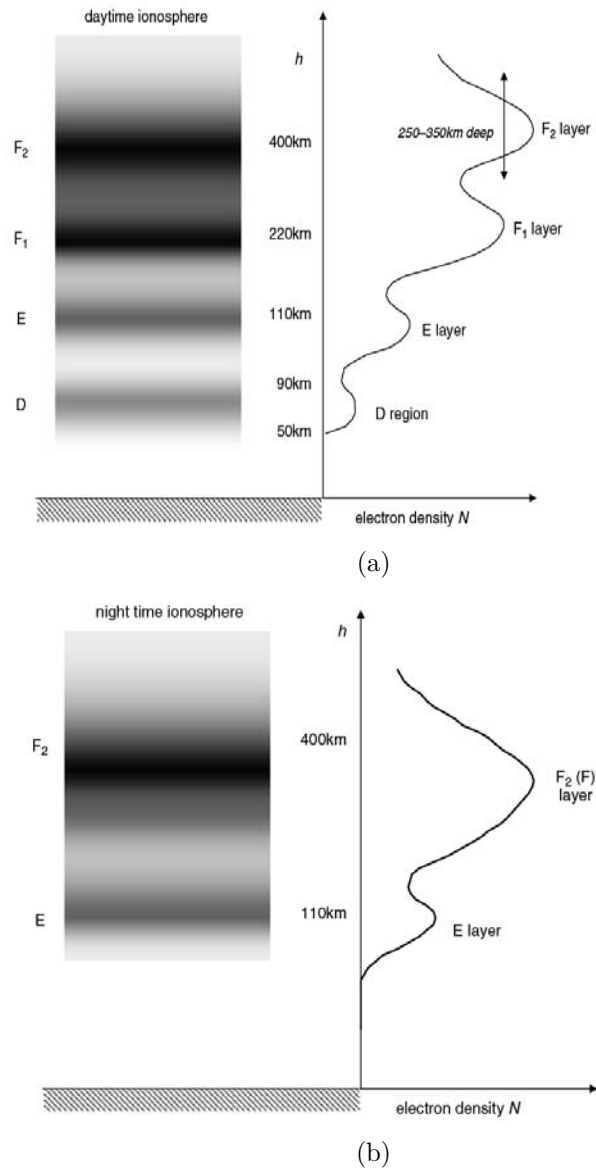 daytime ionosphere
h
F2
400km
250–350km deep
F2 layer
F1
220km
F1 layer
E
110km
E layer
D
90km
D region
50km
electron density N
(a)
night time ionosphere
h
F2
400km
F2 (F)
layer
E
110km
E layer
electron density N
(b)